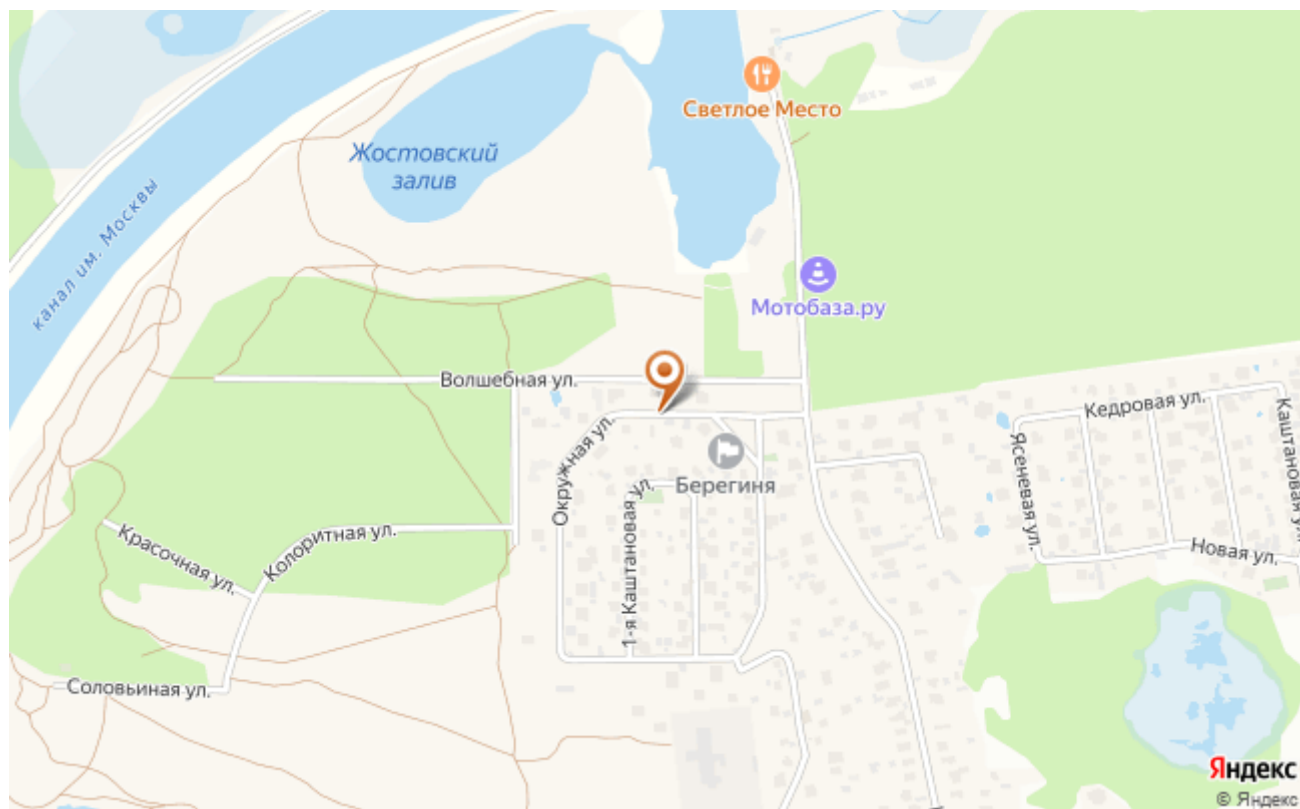 Светлое Место
Жостовский
залив
канал им. Москвы
Мотобаза.ру
Волшебная ул.
Кедровая ул.
Каштановая ул.
Окружная ул.
Ясеневая ул.
Берегиня
1-я Каштановая ул.
Красочная ул.
Колоритная ул.
Новая ул.
Соловьиная ул.
Яндекс
© Яндекс